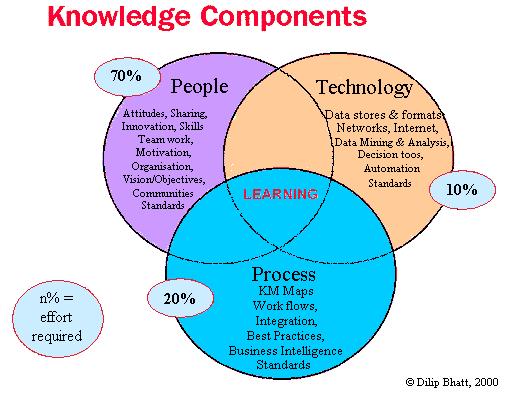 Knowledge Components
70%
People
Attitudes, Sharing,
Innovation, Skills
Team work,
Motivation,
Organisation,
Vision/Objectives,
Communities
Standards
Technology
Data stores & formats
Networks, Internet,
Data Mining & Analysis,
Decision toos,
Automation
Standards
10%
LEARNING
20%
Process
KM Maps
Work flows,
Integration,
Best Practices,
Business Intelligence
Standards
n% =
effort
required
© Dilip Bhatt, 2000